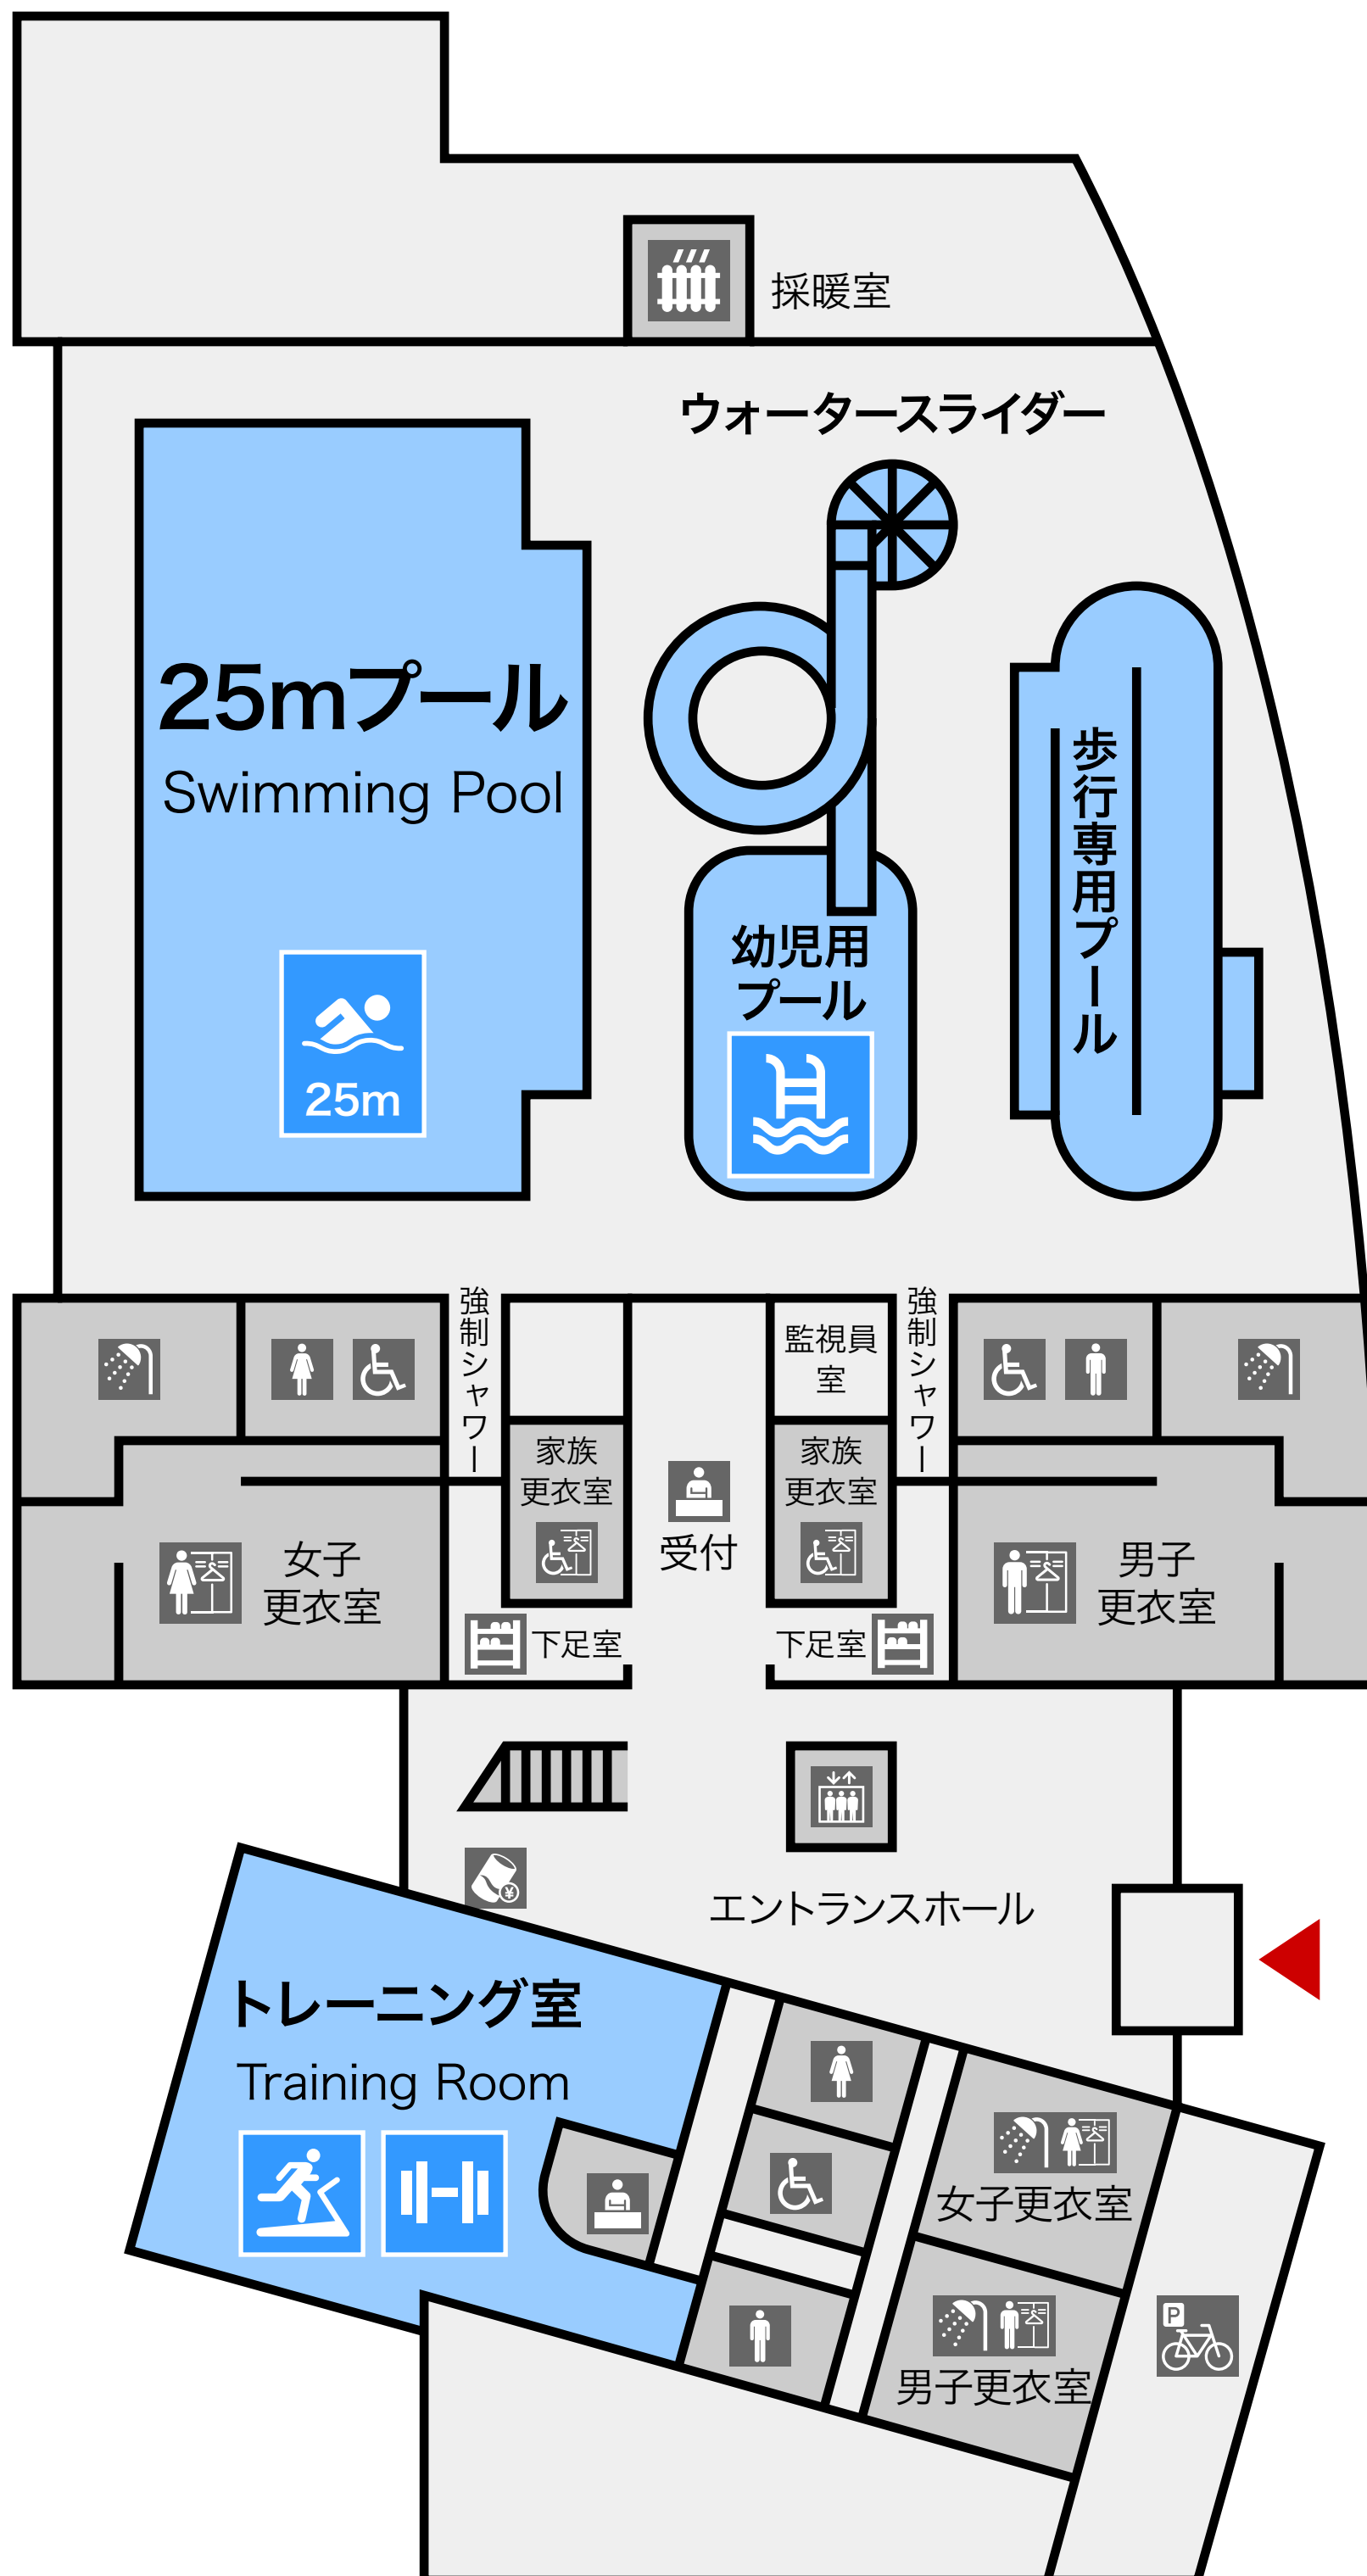 採暖室
ウォータースライダー
25mプール
Swimming Pool
25m
幼児用
プール
歩行専用プール
強制シャワー
監視員
室
強制シャワー
家族
更衣室
家族
更衣室
受付
女子
更衣室
男子
更衣室
下足室
下足室
¥
エントランスホール
トレーニング室
Training Room
女子更衣室
男子更衣室
P